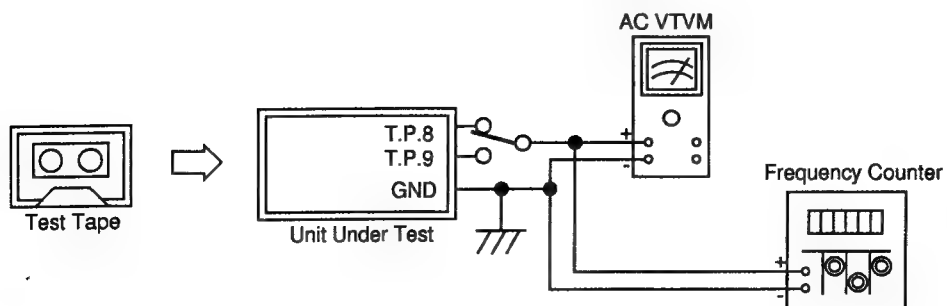 AC VTVM
T.P.8
T.P.9
GND
+
-
Frequency Counter
Test Tape
Unit Under Test
+
-